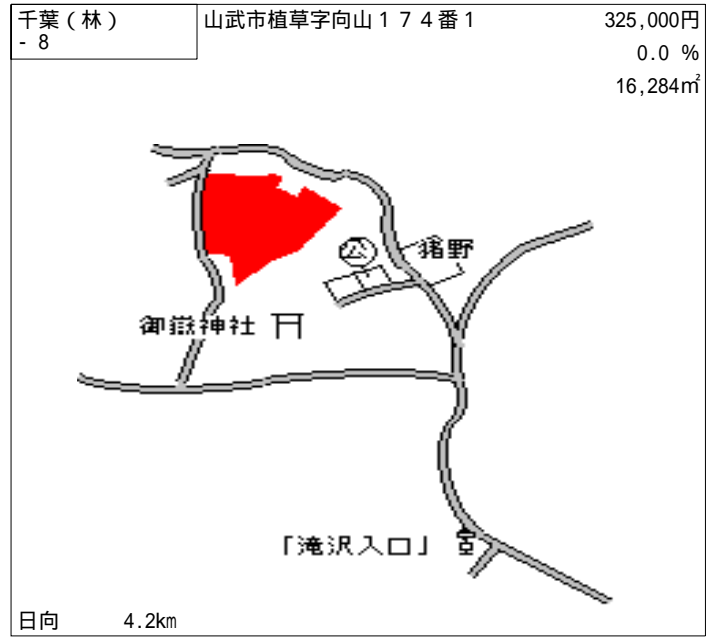 千葉（林） 山武市植草字向山１７４番１ 325,000円
- 8
0.0 %
16,284㎡
公 猪野
御嶽神社
「滝沢入口」
日向 4.2km